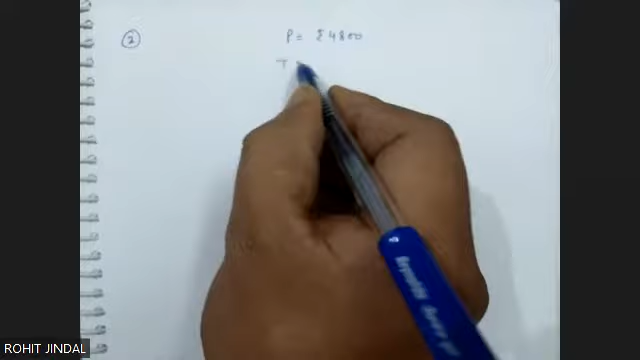 ② P = ₹4800
T
ROHIT JINDAL